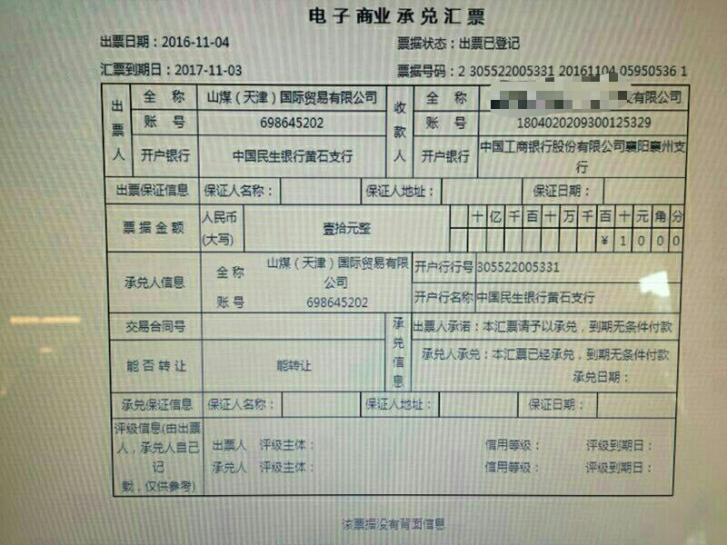 电子商业承兑汇票
出票日期：2016-11-04 票据状态：出票已登记
汇票到期日：2017-11-03 票据号码：2 305522005331 20161104 05950536 1
出票人 全 称 山煤（天津）国际贸易有限公司 收款人 全 称 有限公司
账 号 698645202 账 号 1804020209300125329
开户银行 中国民生银行黄石支行 开户银行 中国工商银行股份有限公司襄阳襄州支行
出票保证信息 保证人名称： 保证人地址： 保证日期：
票据金额 人民币(大写) 壹拾元整 十亿千百十万千百十元角分
￥1000
承兑人信息 全称 山煤（天津）国际贸易有限公司 开户行行号 305522005331
账号 698645202 开户行名称 中国民生银行黄石支行
交易合同号 承兑信息 出票人承诺：本汇票请予以承兑，到期无条件付款
能否转让 能转让 承兑人承兑：本汇票已经承兑，到期无条件付款
承兑日期：
承兑保证信息 保证人名称： 保证人地址： 保证日期：
评级信息(由出票人，承兑人自己记载，仅供参考) 出票人 评级主体： 信用等级： 评级到期日：
承兑人 评级主体： 信用等级： 评级到期日：
该票据没有背面信息